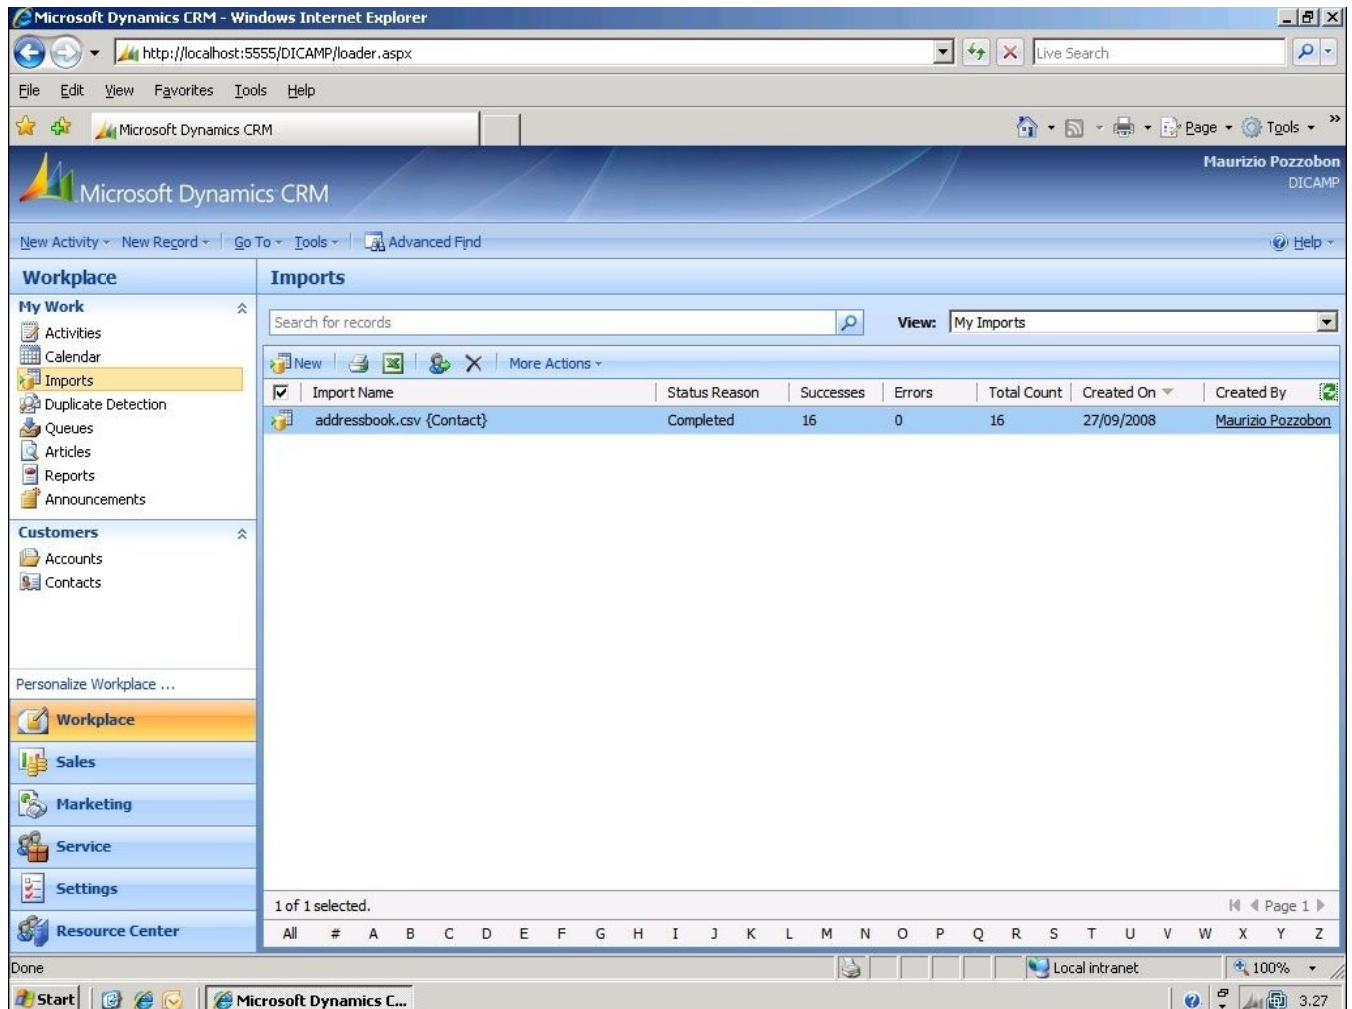 Microsoft Dynamics CRM - Windows Internet Explorer
http://localhost:5555/DICAMP/loader.aspx
Live Search
File Edit View Favorites Tools Help
Microsoft Dynamics CRM
Page Tools »
Maurizio Pozzobon
DICAMP
Microsoft Dynamics CRM
New Activity New Record Go To Tools Advanced Find Help
Workplace
Imports
My Work
Activities
Calendar
Imports
Duplicate Detection
Queues
Articles
Reports
Announcements
Customers
Accounts
Contacts
Personalize Workplace ...
Workplace
Sales
Marketing
Service
Settings
Resource Center
Search for records
View: My Imports
New More Actions
Import Name Status Reason Successes Errors Total Count Created On Created By
addressbook.csv {Contact} Completed 16 0 16 27/09/2008 Maurizio Pozzobon
1 of 1 selected. Page 1
All # A B C D E F G H I J K L M N O P Q R S T U V W X Y Z
Done Local intranet 100%
Start Microsoft Dynamics C... 3.27